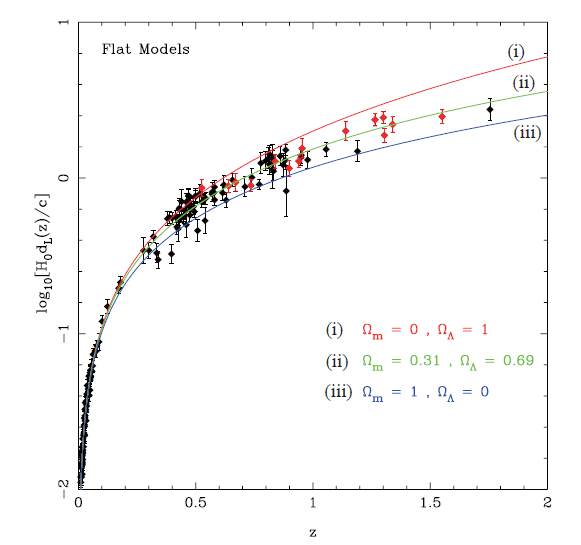 1
(i)
Flat Models
(ii)
(iii)
0
log10[H0dL(z)/c]
-1
(i) Ωm = 0 , ΩΛ = 1
(ii) Ωm = 0.31 , ΩΛ = 0.69
(iii) Ωm = 1 , ΩΛ = 0
-2
0 0.5 1 1.5 2
z